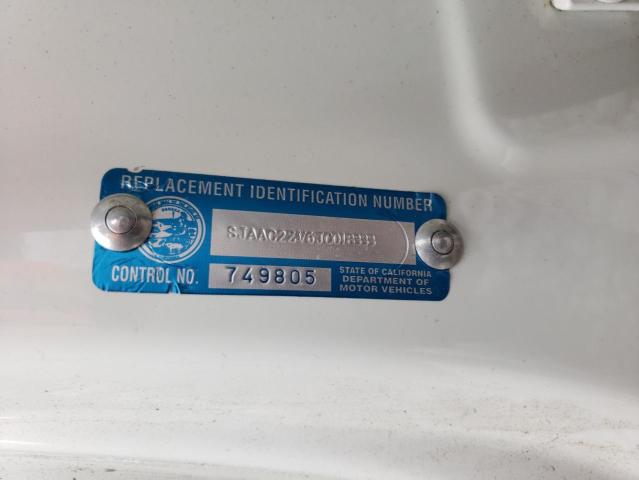 REPLACEMENT IDENTIFICATION NUMBER
CONTROL NO. 749805
STATE OF CALIFORNIA
DEPARTMENT OF
MOTOR VEHICLES